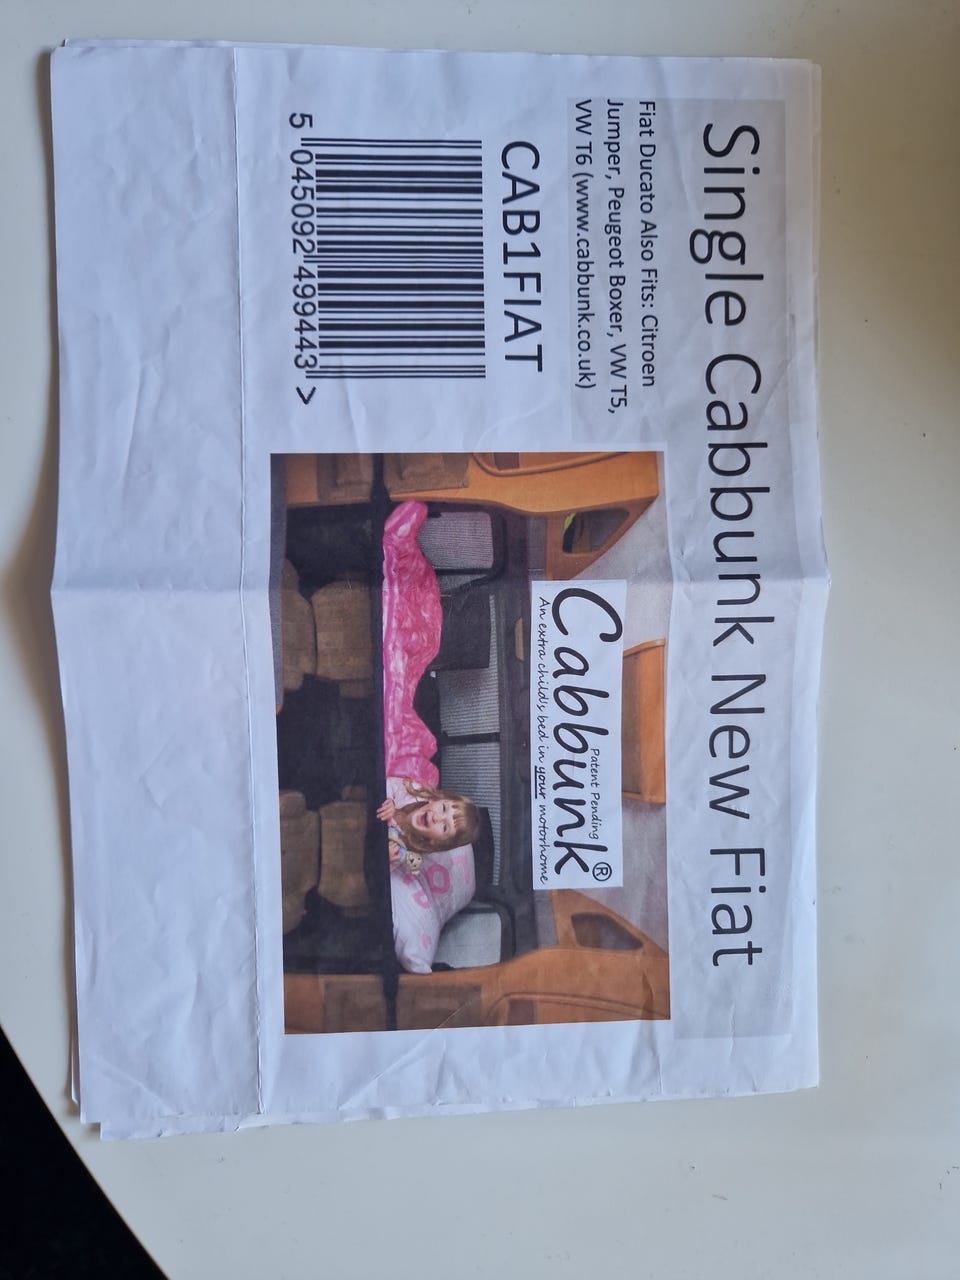 Single Cabbunk New Fiat
Fiat Ducato Also Fits: Citroen
Jumper, Peugeot Boxer, VW T5,
VW T6 (www.cabbunk.co.uk)
CAB1FIAT
5 045092 499443 >
Patent Pending
Cabbunk®
An extra child's bed in your motorhome